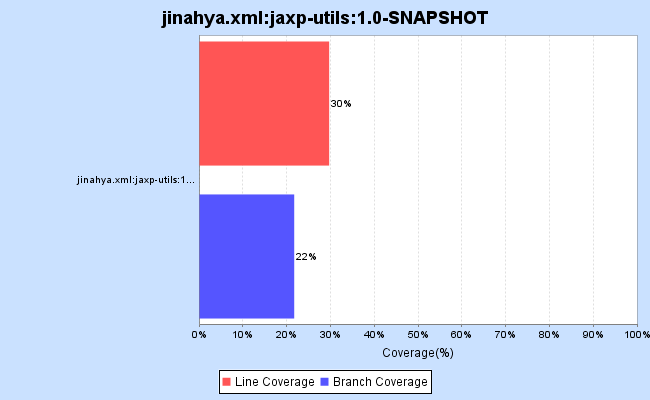 jinahya.xml:jaxp-utils:1.0-SNAPSHOT
30%
jinahya.xml:jaxp-utils:1...
22%
0% 10% 20% 30% 40% 50% 60% 70% 80% 90% 100%
Coverage(%)
Line Coverage Branch Coverage